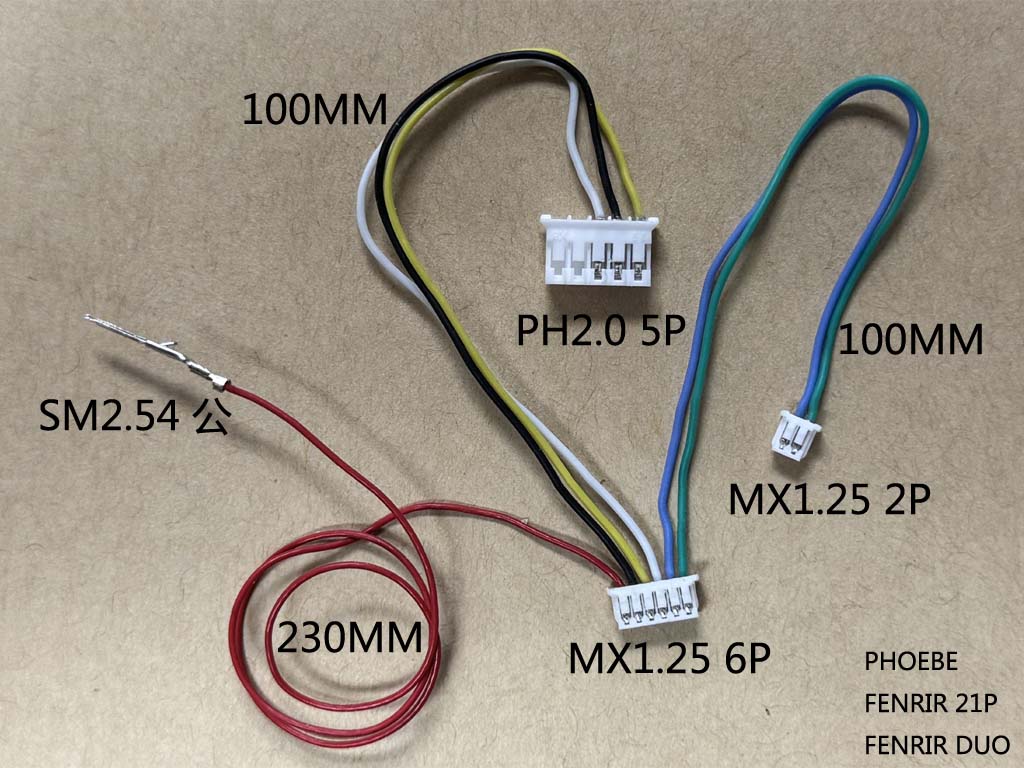 100MM
PH2.0 5P
100MM
SM2.54 公
MX1.25 2P
230MM
MX1.25 6P
PHOEBE
FENRIR 21P
FENRIR DUO